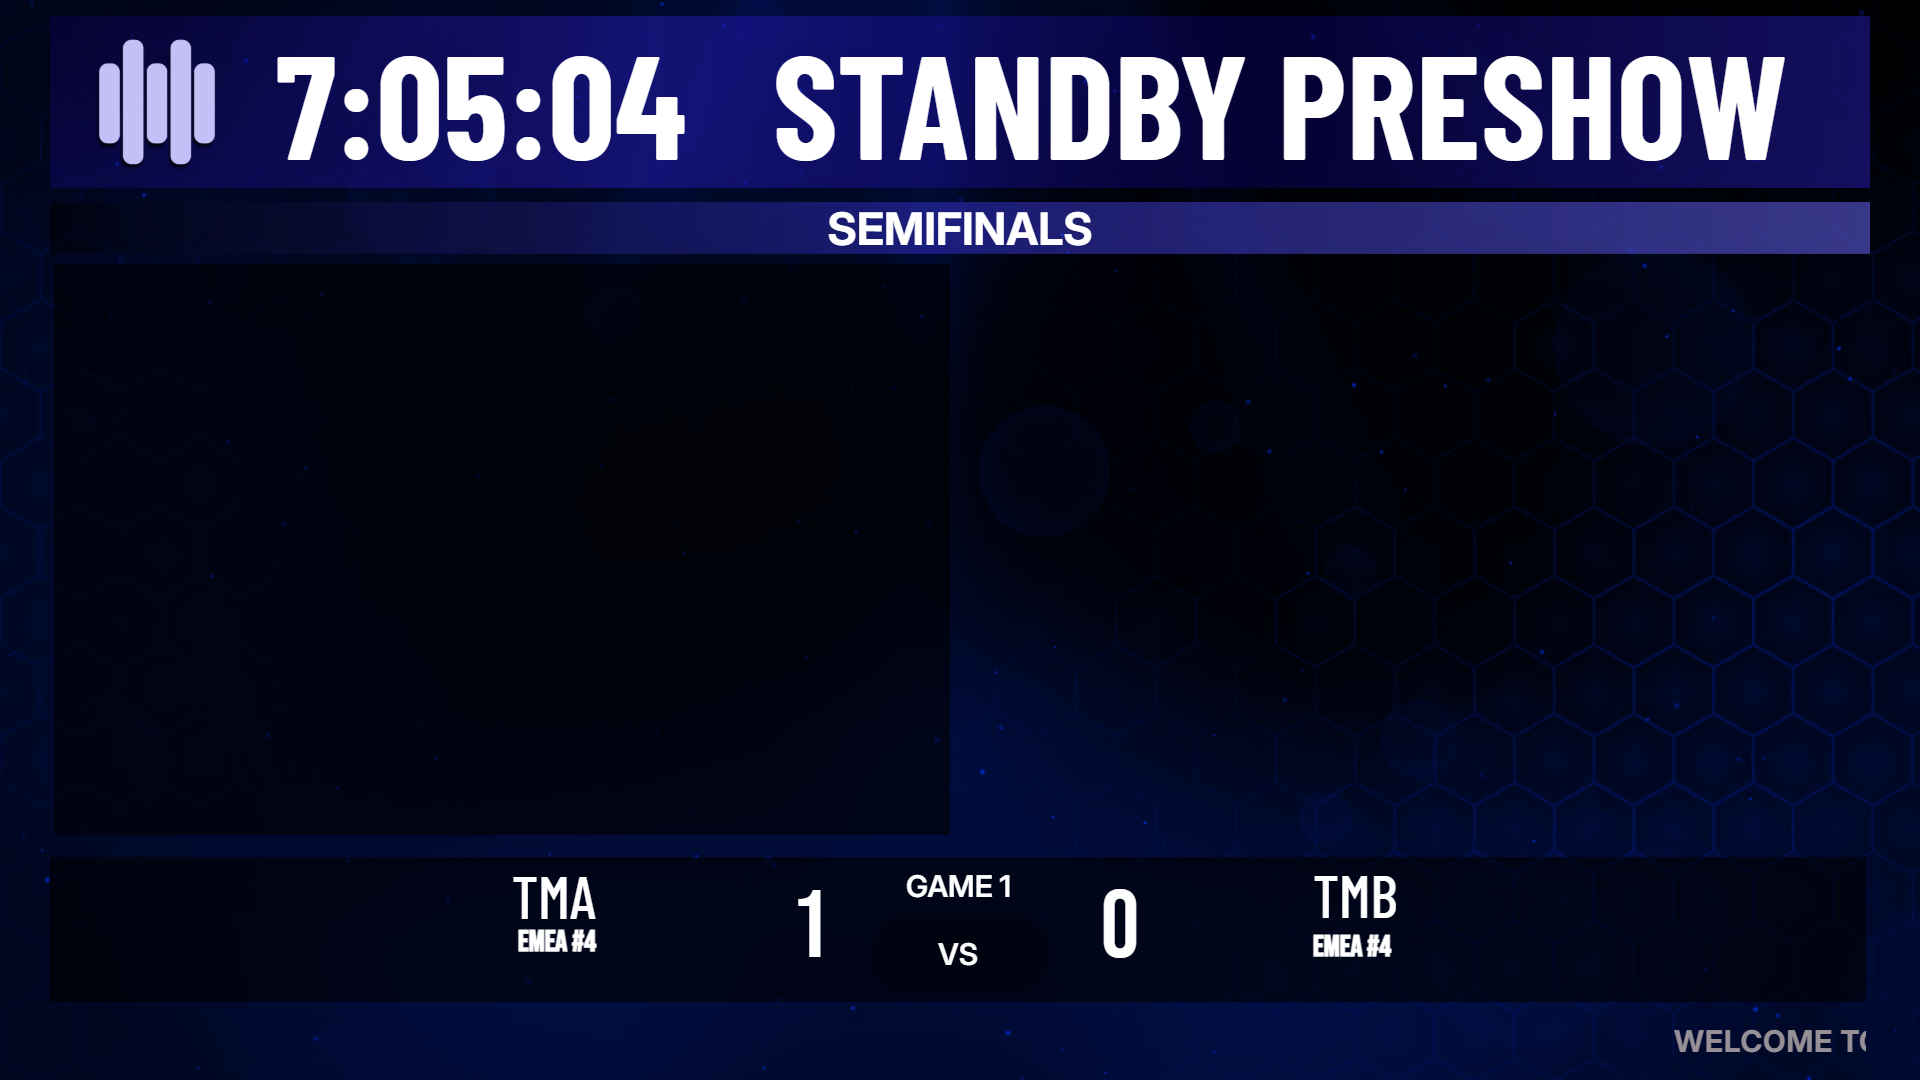 7:05:04 STANDBY PRESHOW
SEMIFINALS
TMA
EMEA #4
1
GAME 1
VS
0
TMB
EMEA #4
WELCOME